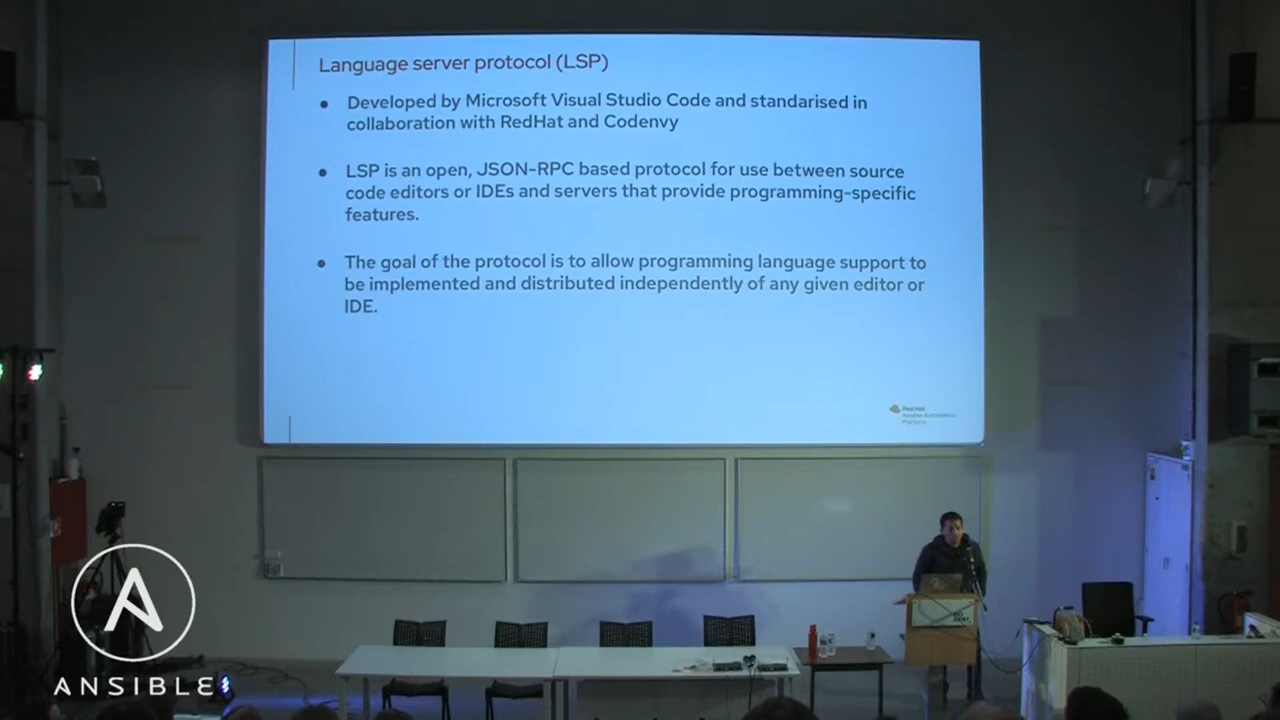 Language server protocol (LSP)
Developed by Microsoft Visual Studio Code and standarised in
collaboration with RedHat and Codenvy
LSP is an open, JSON-RPC based protocol for use between source
code editors or IDEs and servers that provide programming-specific
features.
The goal of the protocol is to allow programming language support to
be implemented and distributed independently of any given editor or
IDE.
Red Hat
Ansible Automation
Platform
ANSIBLE